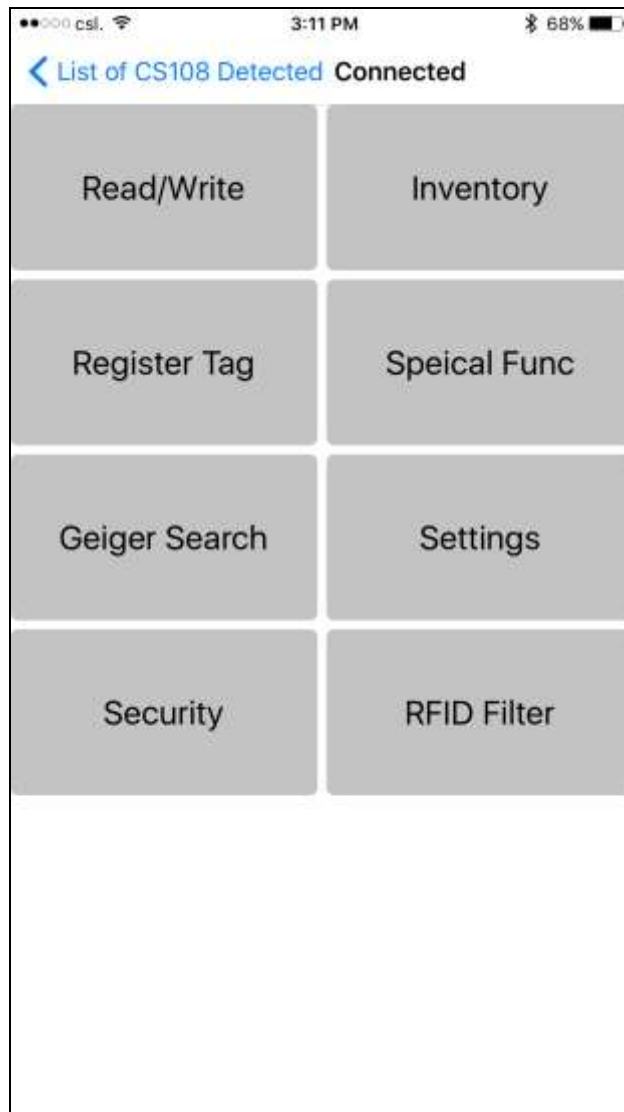 csl. 3:11 PM 68%
List of CS108 Detected Connected
Read/Write Inventory
Register Tag Speical Func
Geiger Search Settings
Security RFID Filter